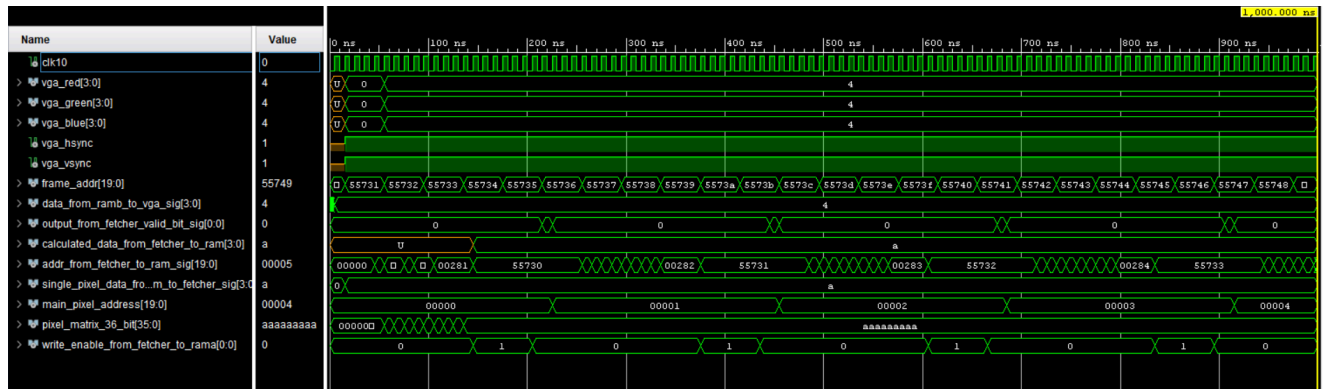 1,000.000 ns
Name Value 0 ns 100 ns 200 ns 300 ns 400 ns 500 ns 600 ns 700 ns 800 ns 900 ns
clk10 0
vga_red[3:0] 4 U 0 4
vga_green[3:0] 4 U 0 4
vga_blue[3:0] 4 U 0 4
vga_hsync 1
vga_vsync 1
frame_addr[19:0] 55749 55731 55732 55733 55734 55735 55736 55737 55738 55739 5573a 5573b 5573c 5573d 5573e 5573f 55740 55741 55742 55743 55744 55745 55746 55747 55748
data_from_ramb_to_vga_sig[3:0] 4 4
output_from_fetcher_valid_bit_sig[0:0] 0 0 0 0 0 0
calculated_data_from_fetcher_to_ram[3:0] a U a
addr_from_fetcher_to_ram_sig[19:0] 00005 00000 00281 55730 00282 55731 00283 55732 00284 55733
single_pixel_data_fro...m_to_fetcher_sig[3:0 a 0 a
main_pixel_address[19:0] 00004 00000 00001 00002 00003 00004
pixel_matrix_36_bit[35:0] aaaaaaaaa 00000 aaaaaaaaa
write_enable_from_fetcher_to_rama[0:0] 0 0 1 0 1 0 1 0 1 0